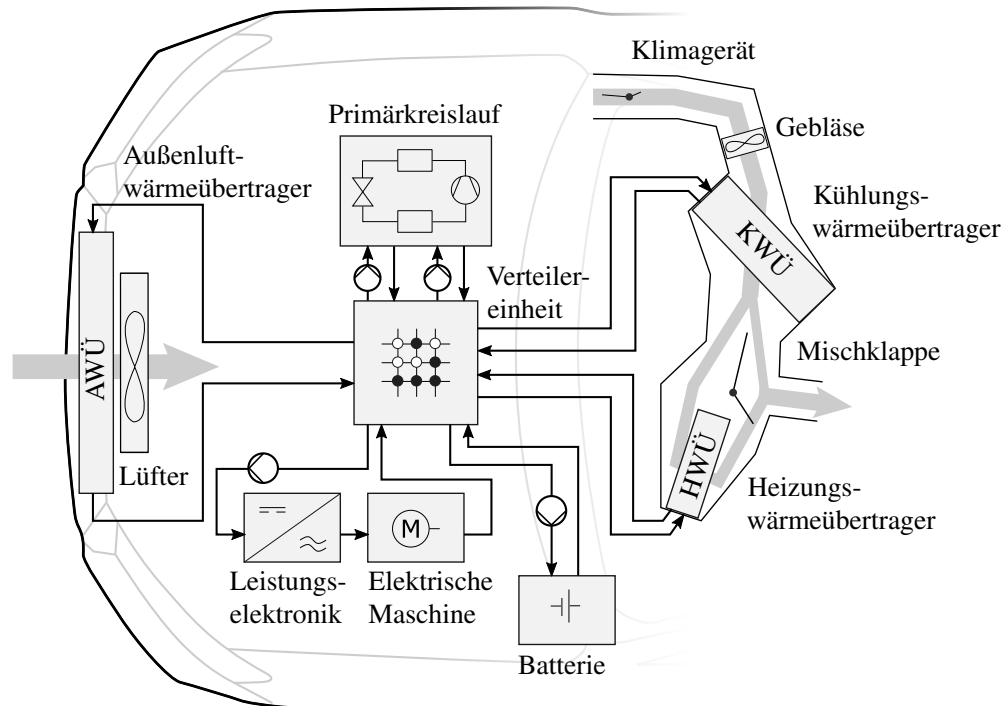 Klimagerät
Primärkreislauf
Gebläse
Außenluft-
wärmeübertrager
Kühlungs-
wärmeübertrager
KWÜ
Verteiler-
einheit
Mischklappe
AWÜ
Lüfter
HWÜ
Heizungs-
wärmeübertrager
M
Leistungs-
elektronik
Elektrische
Maschine
Batterie